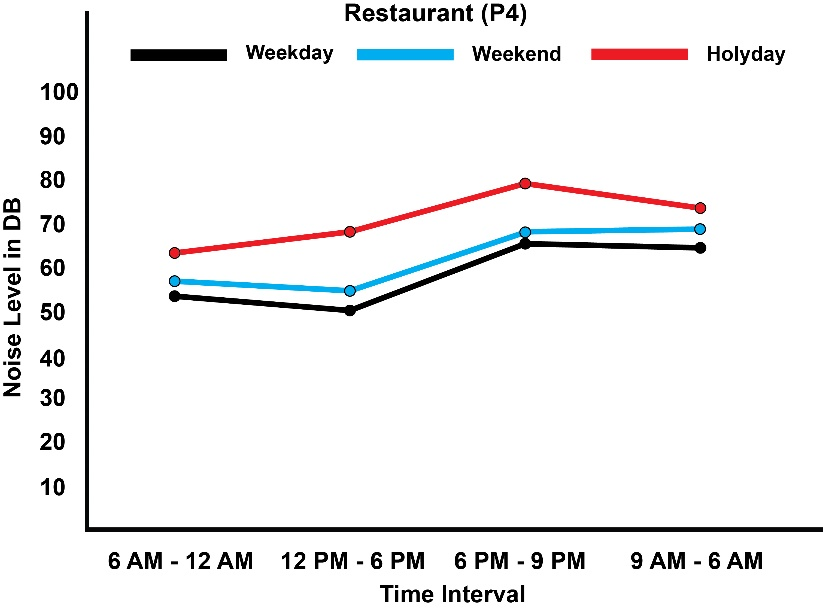 Restaurant (P4)
Weekday Weekend Holyday
100
90
80
70
60
50
40
30
20
10
Noise Level in DB
6 AM - 12 AM 12 PM - 6 PM 6 PM - 9 PM 9 AM - 6 AM
Time Interval